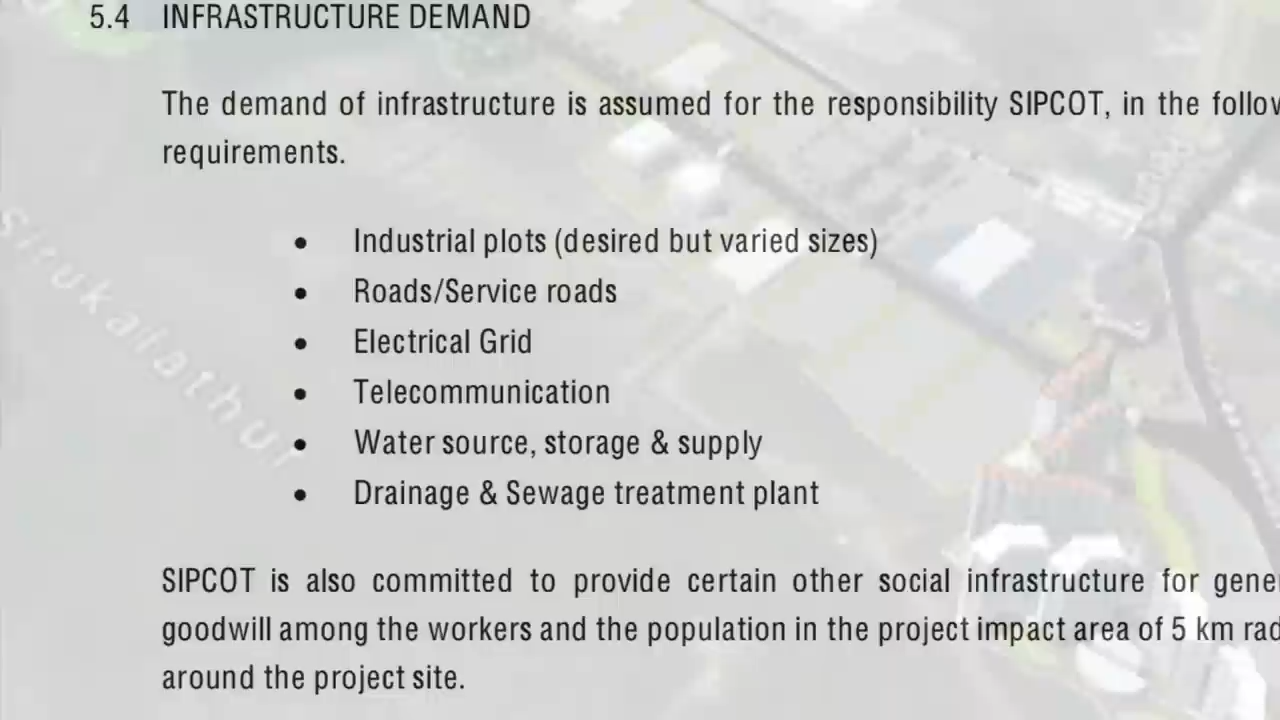 5.4 INFRASTRUCTURE DEMAND
The demand of infrastructure is assumed for the responsibility SIPCOT, in the
requirements.
• Industrial plots (desired but varied sizes)
• Roads/Service roads
• Electrical Grid
• Telecommunication
• Water source, storage & supply
• Drainage & Sewage treatment plant
SIPCOT is also committed to provide certain other social infrastructure for
goodwill among the workers and the population in the project impact area of 5 km
around the project site.